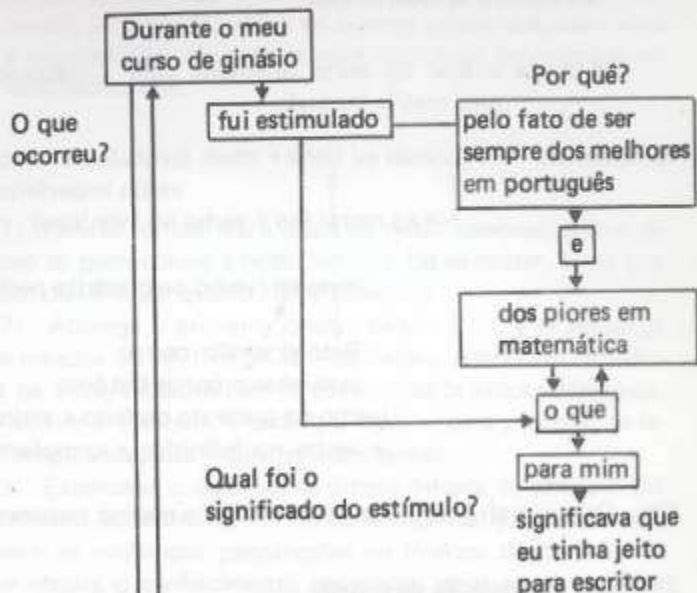 Durante o meu
curso de ginásio
O que
ocorreu?
fui estimulado
Por quê?
pelo fato de ser
sempre dos melhores
em português
e
dos piores em
matemática
o que
para mim
Qual foi o
significado do estímulo?
significava que
eu tinha jeito
para escritor